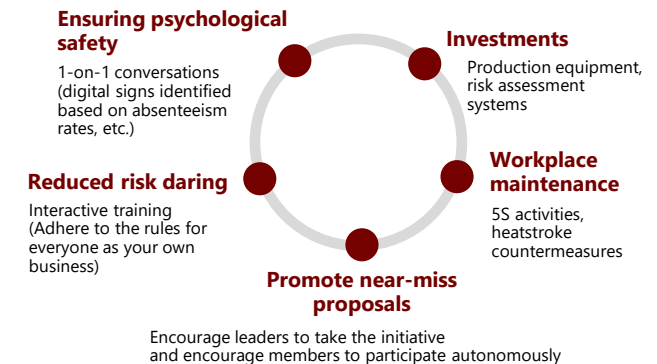 Ensuring psychological
safety
1-on-1 conversations
(digital signs identified
based on absenteeism
rates, etc.)
Investments
Production equipment,
risk assessment
systems
Reduced risk daring
Interactive training
(Adhere to the rules for
everyone as your own
business)
Workplace
maintenance
5S activities,
heatstroke
countermeasures
Promote near-miss
proposals
Encourage leaders to take the initiative
and encourage members to participate autonomously